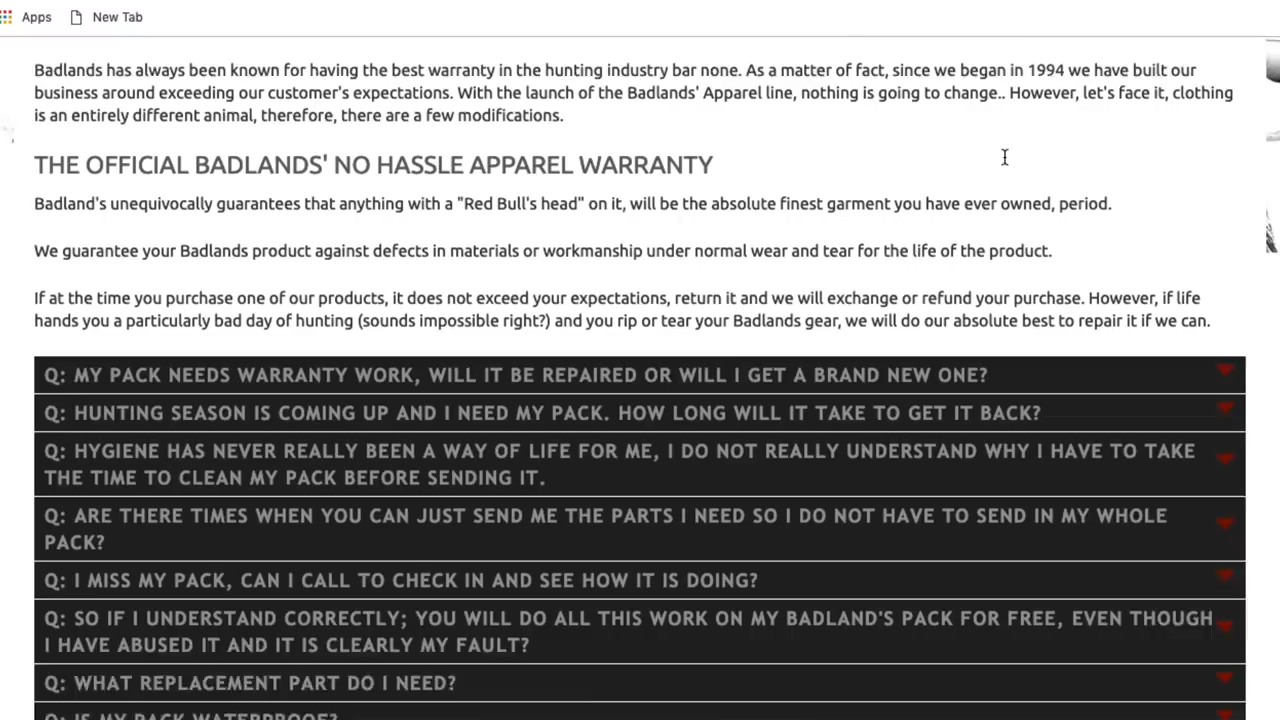 Apps New Tab
Badlands has always been known for having the best warranty in the hunting industry bar none. As a matter of fact, since we began in 1994 we have built our
business around exceeding our customer's expectations. With the launch of the Badlands' Apparel line, nothing is going to change.. However, let's face it, clothing
is an entirely different animal, therefore, there are a few modifications.
THE OFFICIAL BADLANDS' NO HASSLE APPAREL WARRANTY
Badland's unequivocally guarantees that anything with a "Red Bull's head" on it, will be the absolute finest garment you have ever owned, period.
We guarantee your Badlands product against defects in materials or workmanship under normal wear and tear for the life of the product.
If at the time you purchase one of our products, it does not exceed your expectations, return it and we will exchange or refund your purchase. However, if life
hands you a particularly bad day of hunting (sounds impossible right?) and you rip or tear your Badlands gear, we will do our absolute best to repair it if we can.
Q: MY PACK NEEDS WARRANTY WORK, WILL IT BE REPAIRED OR WILL I GET A BRAND NEW ONE?
Q: HUNTING SEASON IS COMING UP AND I NEED MY PACK. HOW LONG WILL IT TAKE TO GET IT BACK?
Q: HYGIENE HAS NEVER REALLY BEEN A WAY OF LIFE FOR ME, I DO NOT REALLY UNDERSTAND WHY I HAVE TO TAKE
THE TIME TO CLEAN MY PACK BEFORE SENDING IT.
Q: ARE THERE TIMES WHEN YOU CAN JUST SEND ME THE PARTS I NEED SO I DO NOT HAVE TO SEND IN MY WHOLE
PACK?
Q: I MISS MY PACK, CAN I CALL TO CHECK IN AND SEE HOW IT IS DOING?
Q: SO IF I UNDERSTAND CORRECTLY; YOU WILL DO ALL THIS WORK ON MY BADLAND'S PACK FOR FREE, EVEN THOUGH
I HAVE ABUSED IT AND IT IS CLEARLY MY FAULT?
Q: WHAT REPLACEMENT PART DO I NEED?
Q: IS MY PACK WATERPROOF?